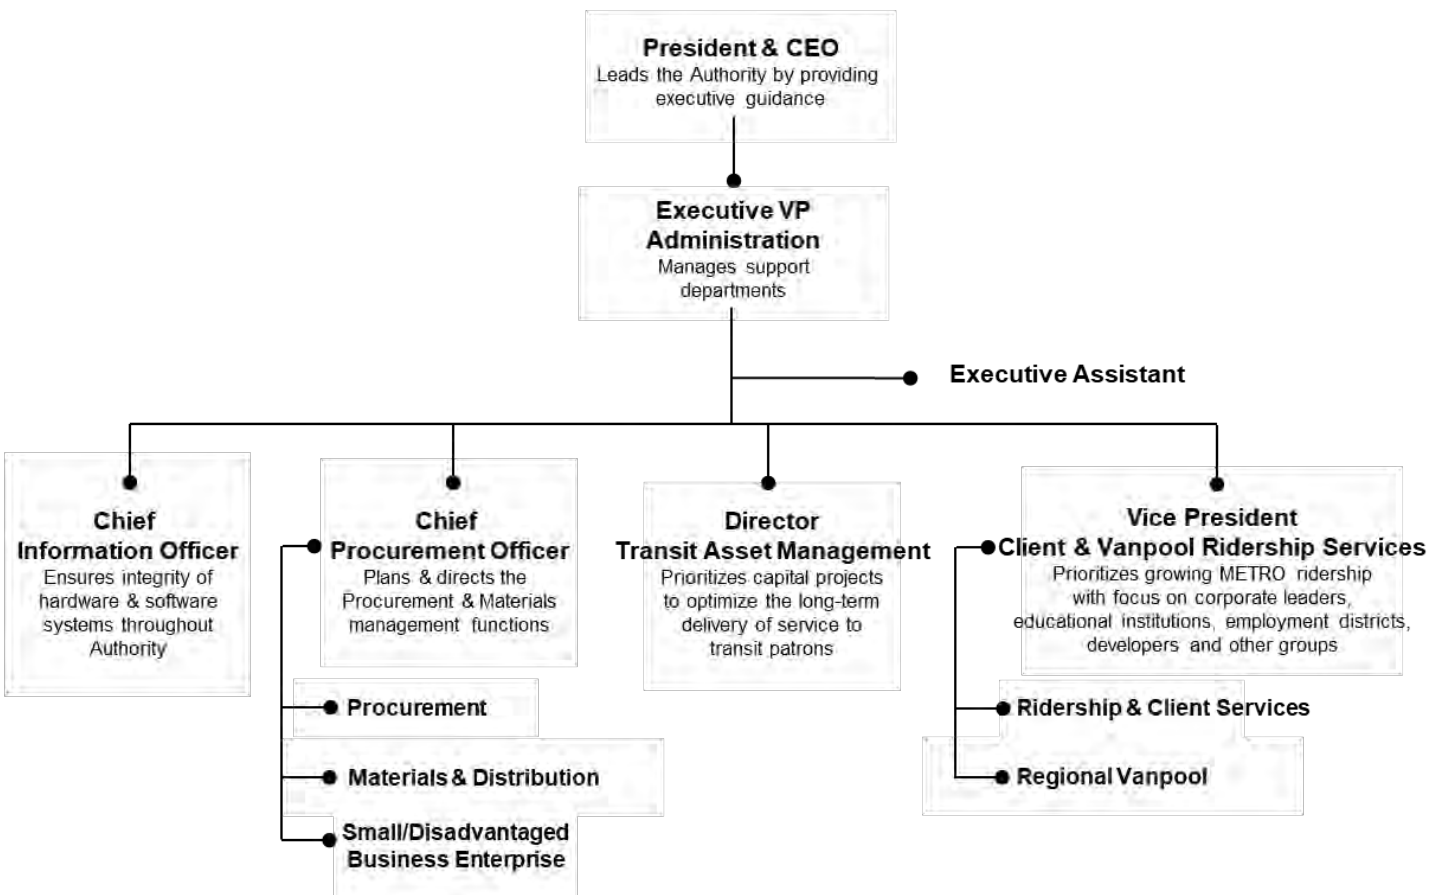 President & CEO
Leads the Authority by providing
executive guidance
Executive VP
Administration
Manages support
departments
Executive Assistant
Chief
Information Officer
Ensures integrity of
hardware & software
systems throughout
Authority
Chief
Procurement Officer
Plans & directs the
Procurement & Materials
management functions
Procurement
Materials & Distribution
Small/Disadvantaged
Business Enterprise
Director
Transit Asset Management
Prioritizes capital projects
to optimize the long-term
delivery of service to
transit patrons
Vice President
Client & Vanpool Ridership Services
Prioritizes growing METRO ridership
with focus on corporate leaders,
educational institutions, employment districts,
developers and other groups
Ridership & Client Services
Regional Vanpool